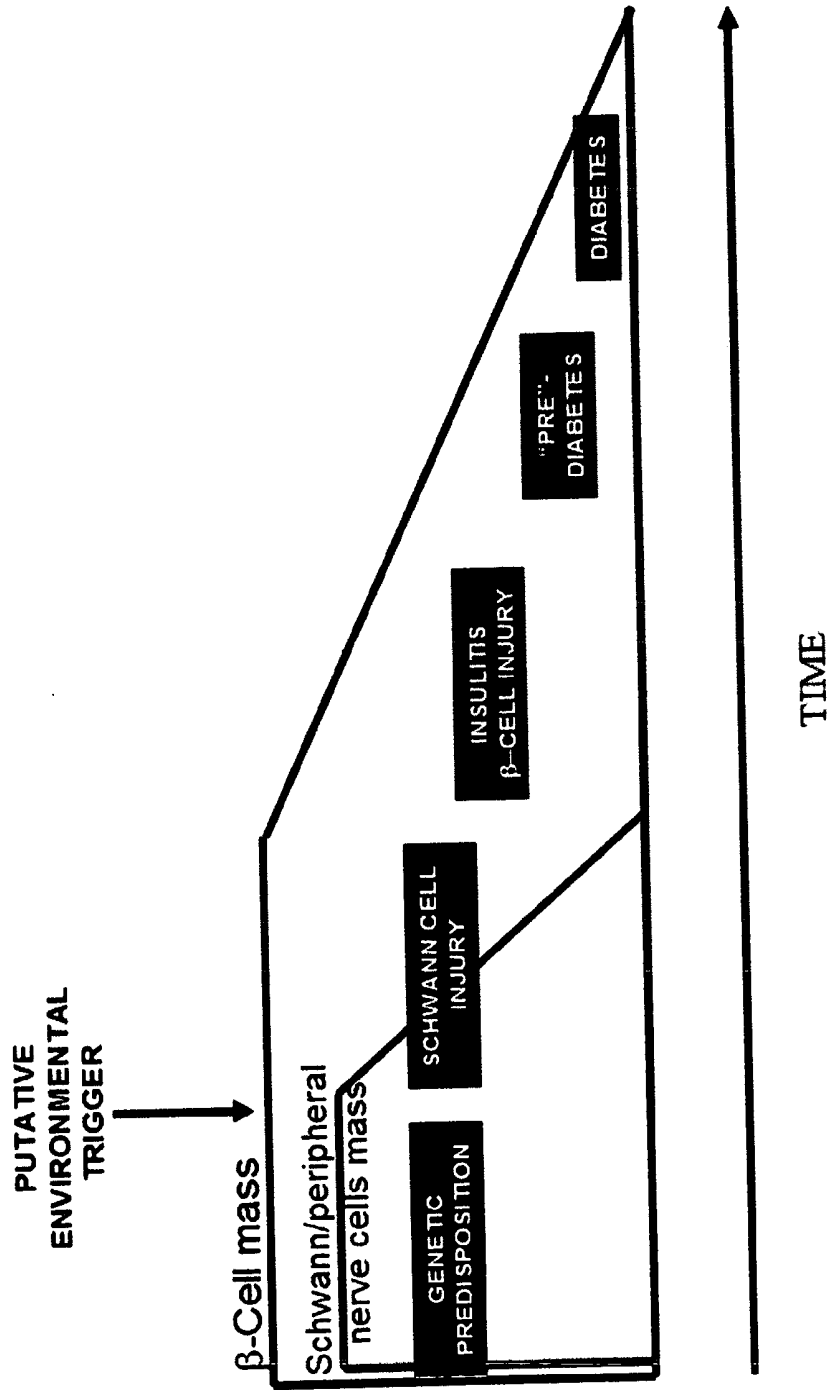 PUTATIVE
ENVIRONMENTAL
TRIGGER
β-Cell mass
Schwann/peripheral
nerve cells mass
GENETIC
PREDISPOSITION
SCHWANN CELL
INJURY
INSULITIS
β-CELL INJURY
"PRE"-
DIABETES
DIABETES
TIME